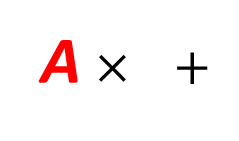 A × +